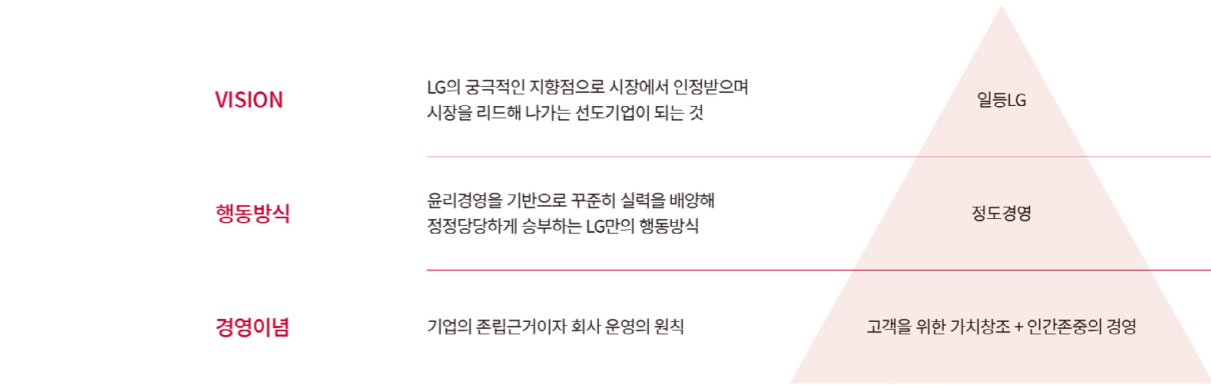 VISION
LG의 궁극적인 지향점으로 시장에서 인정받으며
시장을 리드해 나가는 선도기업이 되는 것
일등LG
행동방식
윤리경영을 기반으로 꾸준히 실력을 배양해
정정당당하게 승부하는 LG만의 행동방식
정도경영
경영이념
기업의 존립근거이자 회사 운영의 원칙
고객을 위한 가치창조 + 인간존중의 경영